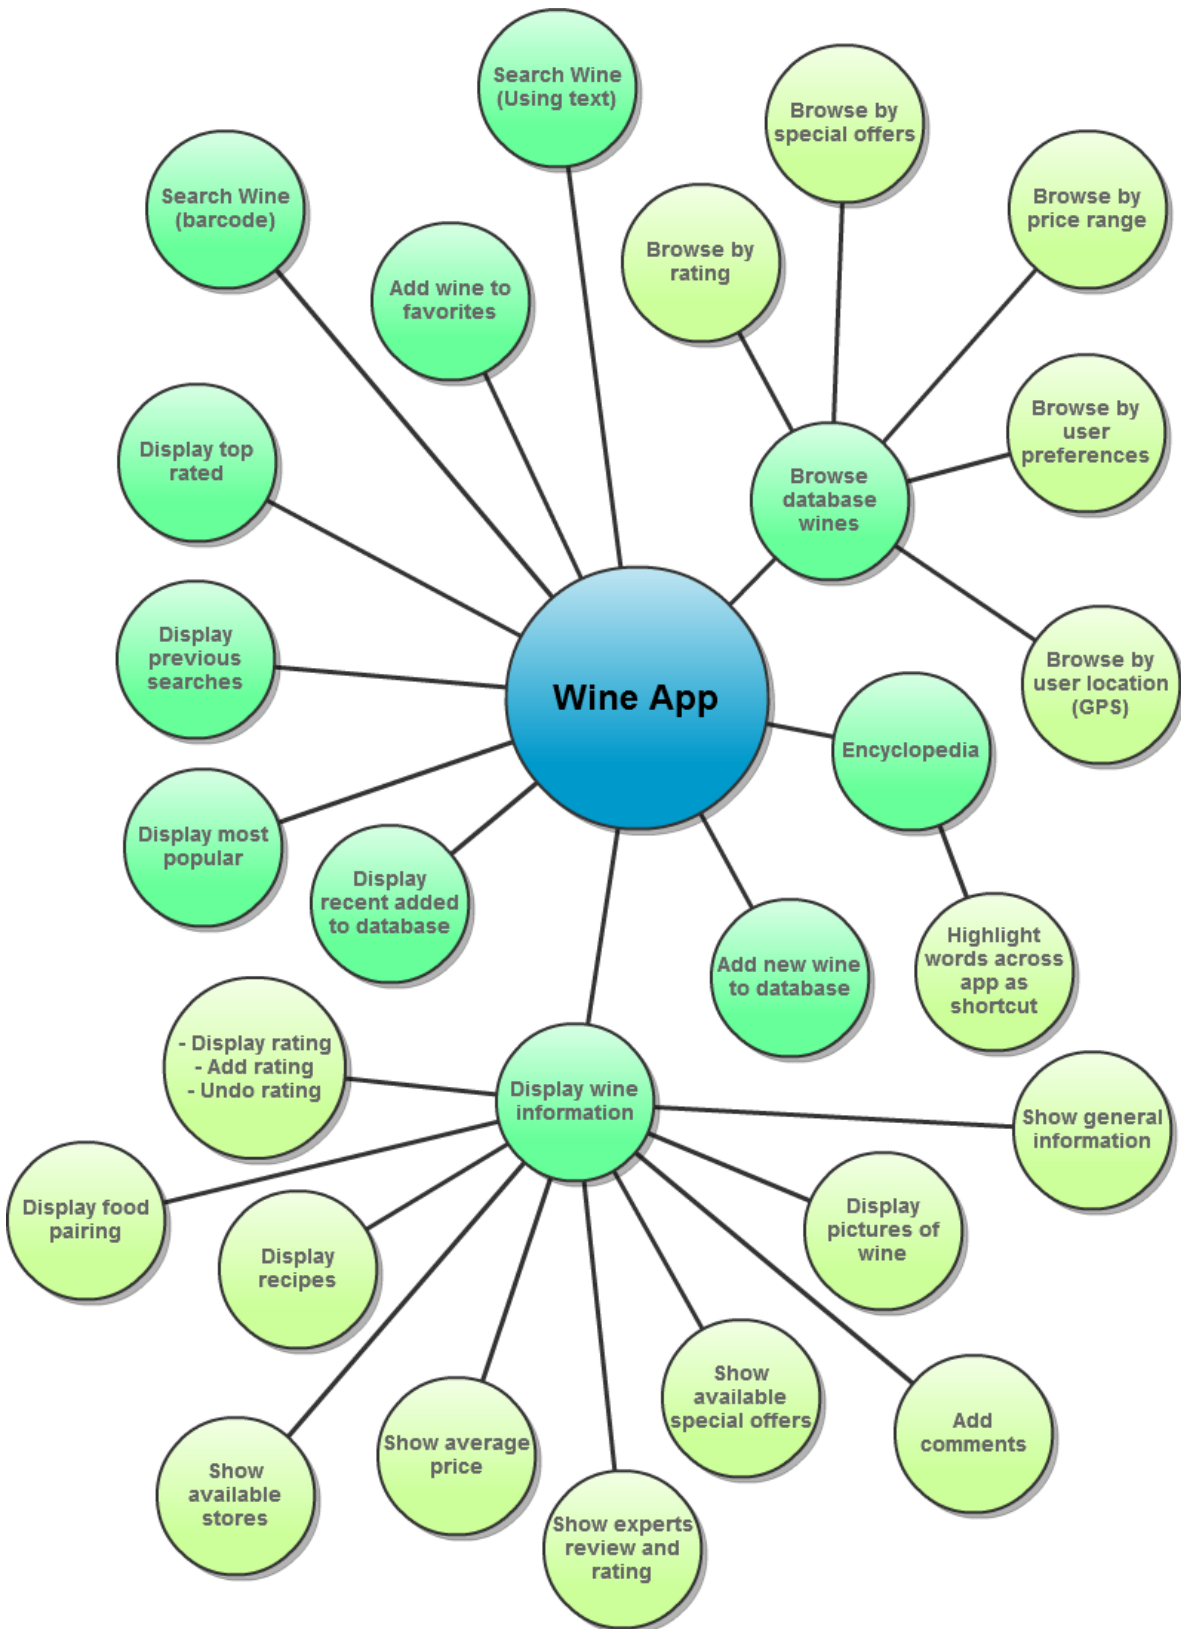 Search Wine
(Using text)
Browse by
special offers
Search Wine
(barcode)
Browse by
price range
Browse by
rating
Add wine to
favorites
Display top
rated
Browse by
user
preferences
Browse
database
wines
Display
previous
searches
Browse by
user location
(GPS)
Wine App
Encyclopedia
Display most
popular
Display
recent added
to database
Add new wine
to database
Highlight
words across
app as
shortcut
- Display rating
- Add rating
- Undo rating
Display wine
information
Show general
information
Display food
pairing
Display
pictures of
wine
Display
recipes
Show
available
special offers
Add
comments
Show average
price
Show
available
stores
Show experts
review and
rating